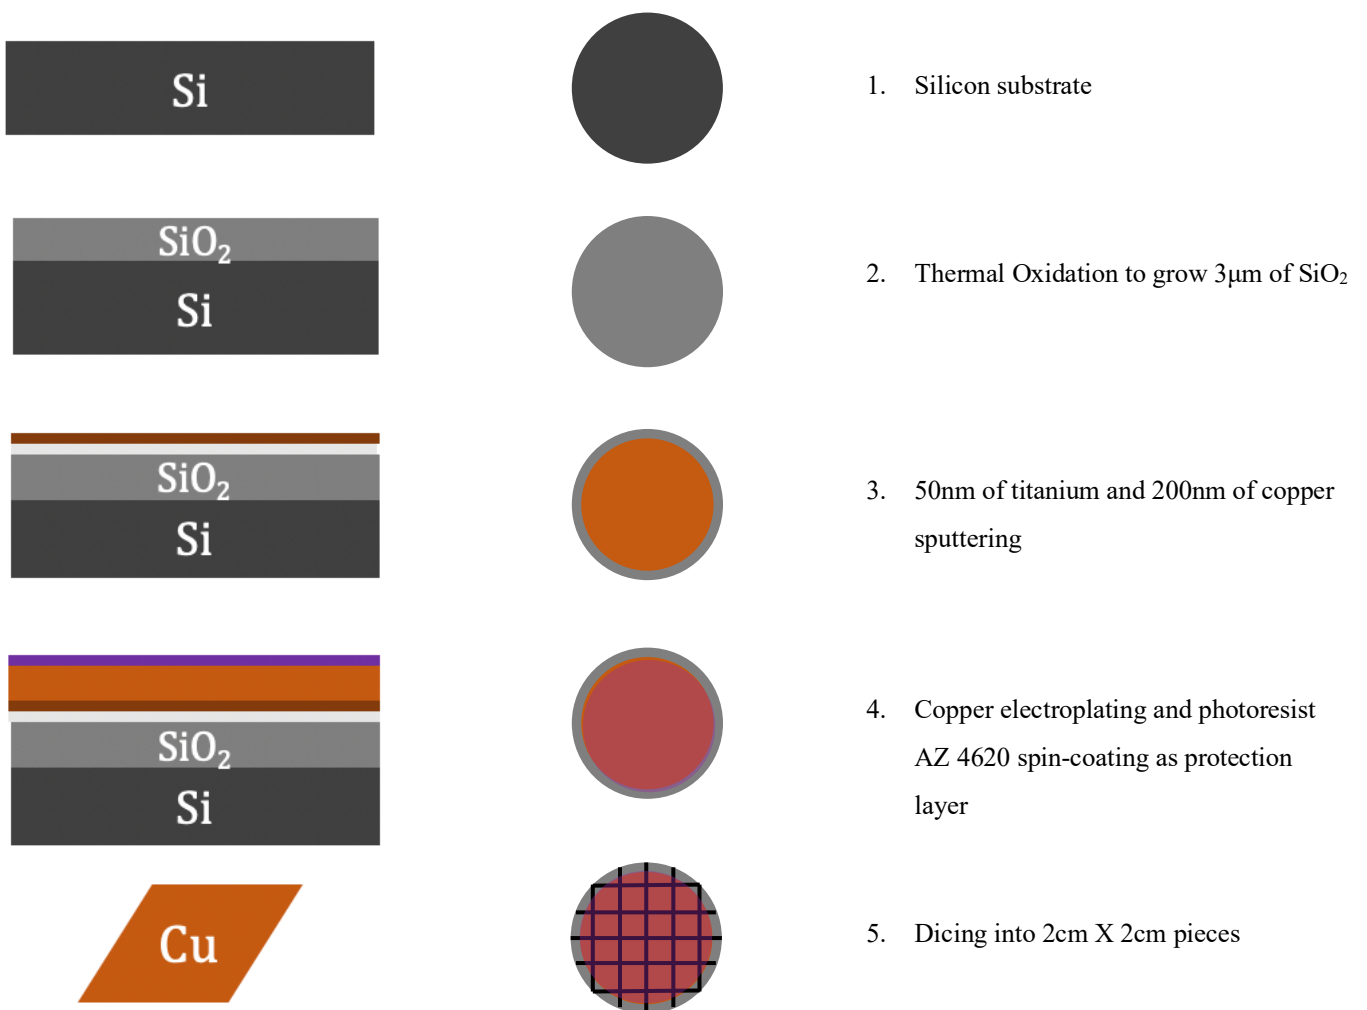 Si
1. Silicon substrate
SiO₂
Si
2. Thermal Oxidation to grow 3μm of SiO₂
SiO₂
Si
3. 50nm of titanium and 200nm of copper
sputtering
SiO₂
Si
4. Copper electroplating and photoresist
AZ 4620 spin-coating as protection
layer
Cu
5. Dicing into 2cm X 2cm pieces